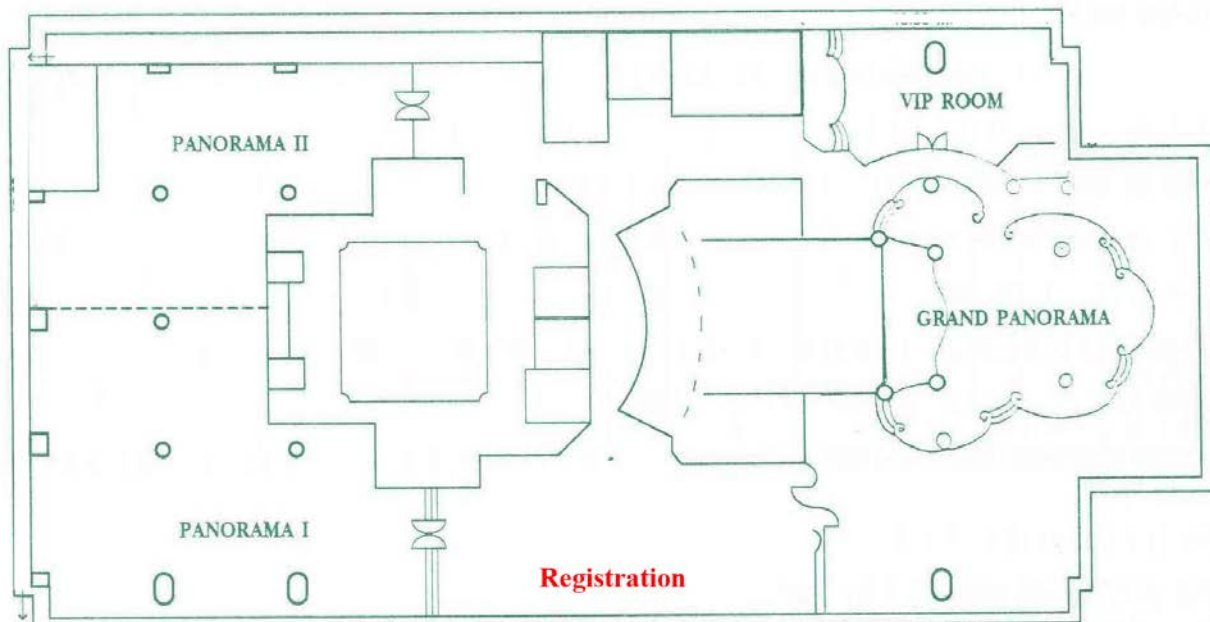 VIP ROOM
PANORAMA II
GRAND PANORAMA
PANORAMA I
Registration